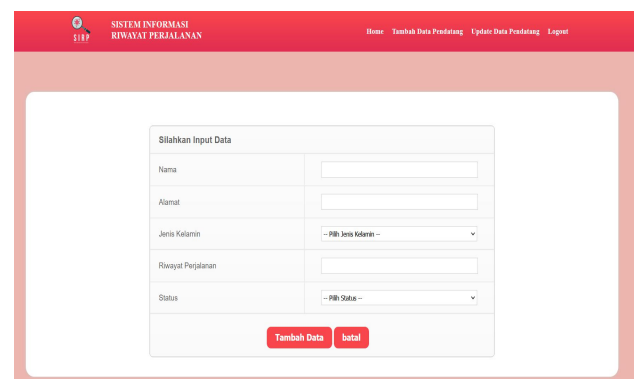 SIRP
SISTEM INFORMASI
RIWAYAT PERJALANAN
Home Tambah Data Pendatang Update Data Pendatang Logout
Silahkan Input Data
Nama
Alamat
Jenis Kelamin -- Pilih Jenis Kelamin --
Riwayat Perjalanan
Status -- Pilih Status --
Tambah Data batal